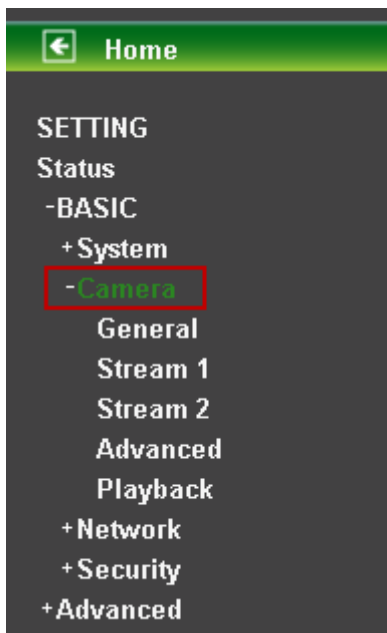 Home
SETTING
Status
-BASIC
+System
-Camera
General
Stream 1
Stream 2
Advanced
Playback
+Network
+Security
+Advanced